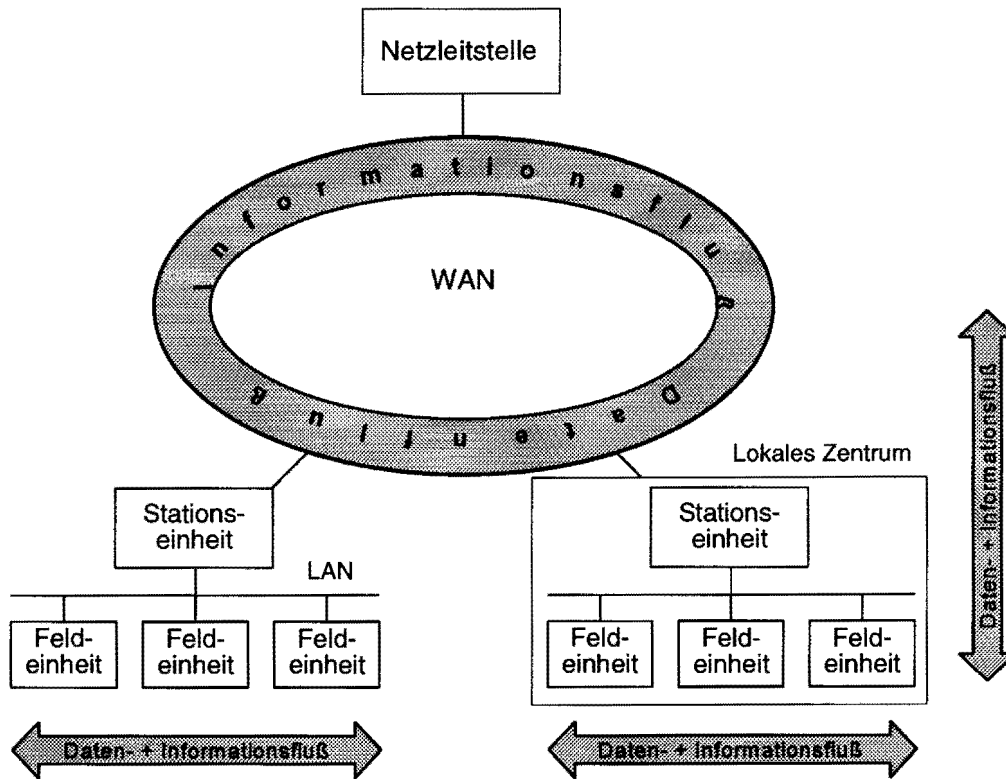 Netzleitstelle
Informationsfluß
WAN
Datenfluß
Lokales Zentrum
Stations-
einheit
LAN
Feld-
einheit
Feld-
einheit
Feld-
einheit
Stations-
einheit
Feld-
einheit
Feld-
einheit
Feld-
einheit
Daten- + Informationsfluß
Daten- + Informationsfluß
Daten- + Informationsfluß